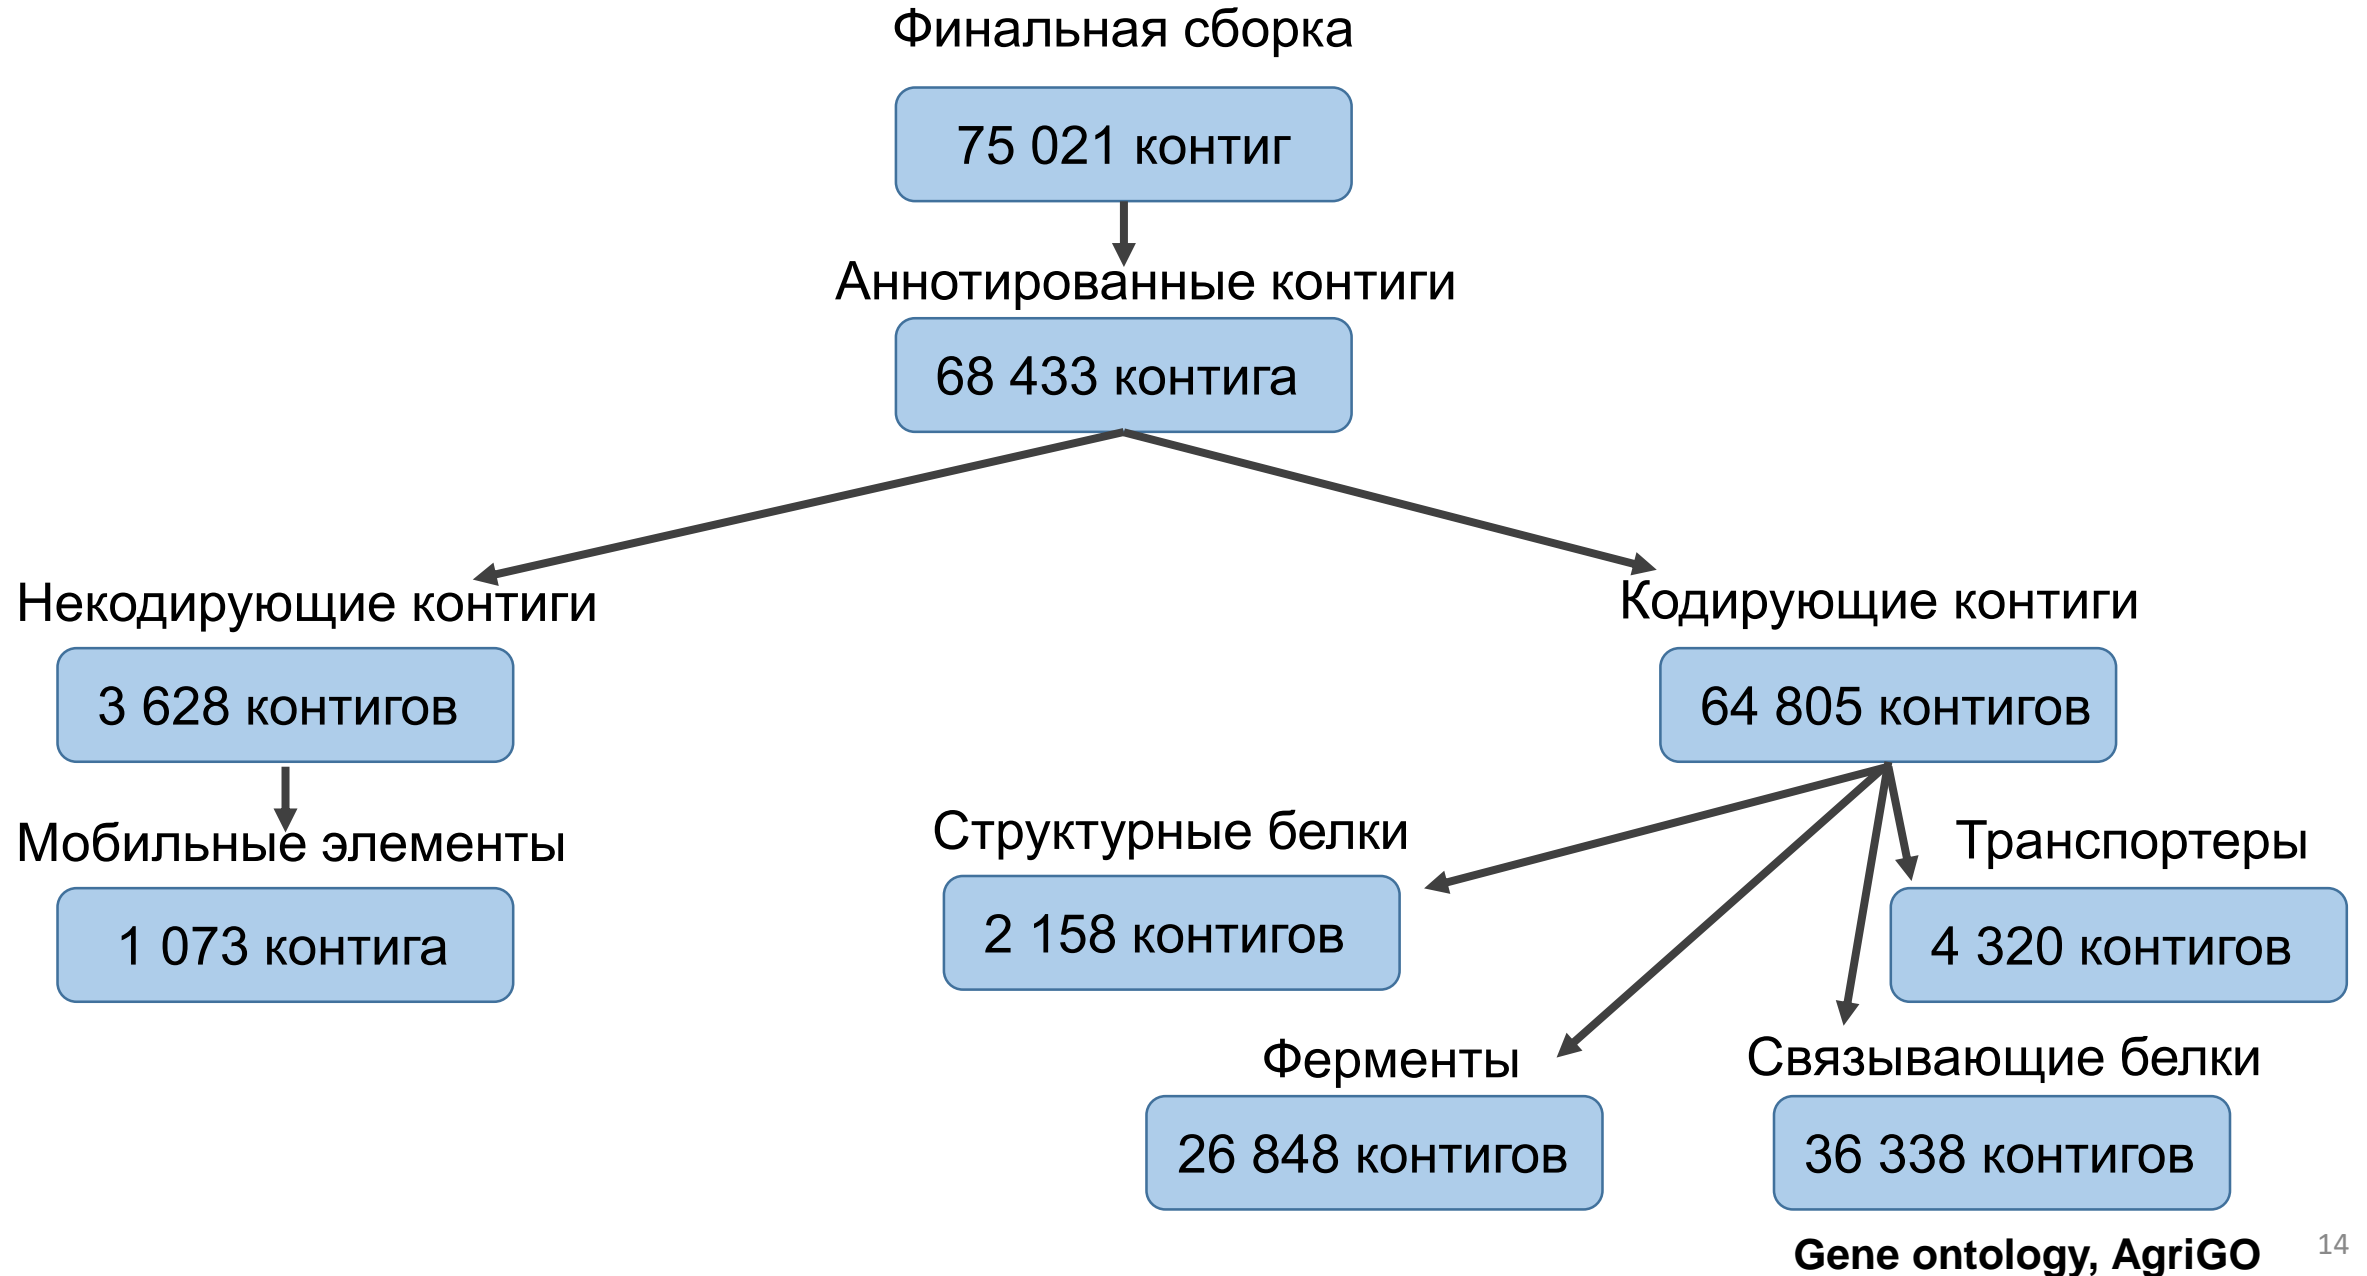 Финальная сборка
75 021 контиг
Аннотированные контиги
68 433 контига
Некодирующие контиги
Кодирующие контиги
3 628 контигов
64 805 контигов
Мобильные элементы
Структурные белки
Транспортеры
1 073 контига
2 158 контигов
4 320 контигов
Ферменты
Связывающие белки
26 848 контигов
36 338 контигов
Gene ontology, AgriGO
14